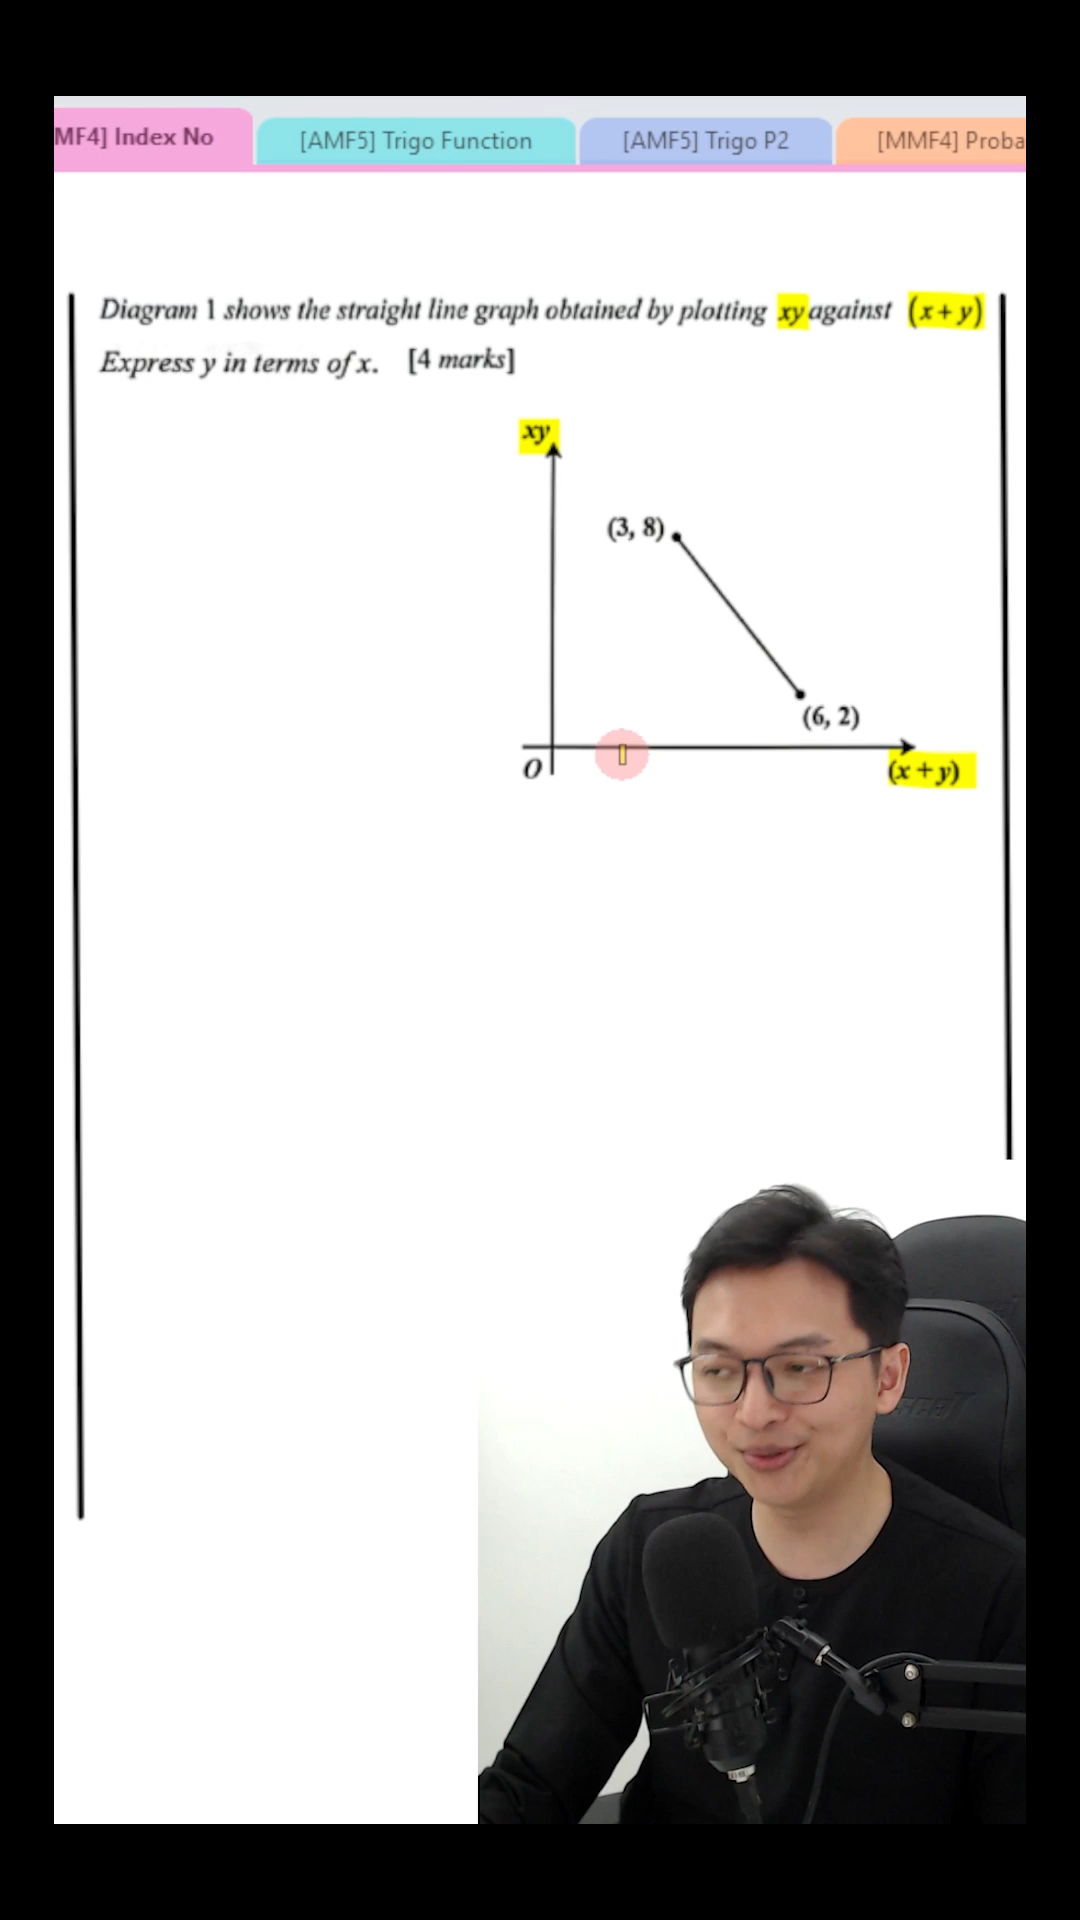 MF4] Index No
[AMF5] Trigo Function
[AMF5] Trigo P2
[MMF4] Proba
Diagram 1 shows the straight line graph obtained by plotting xy against (x + y)
Express y in terms of x. [4 marks]
xy
(3, 8)
(6, 2)
O
(x + y)